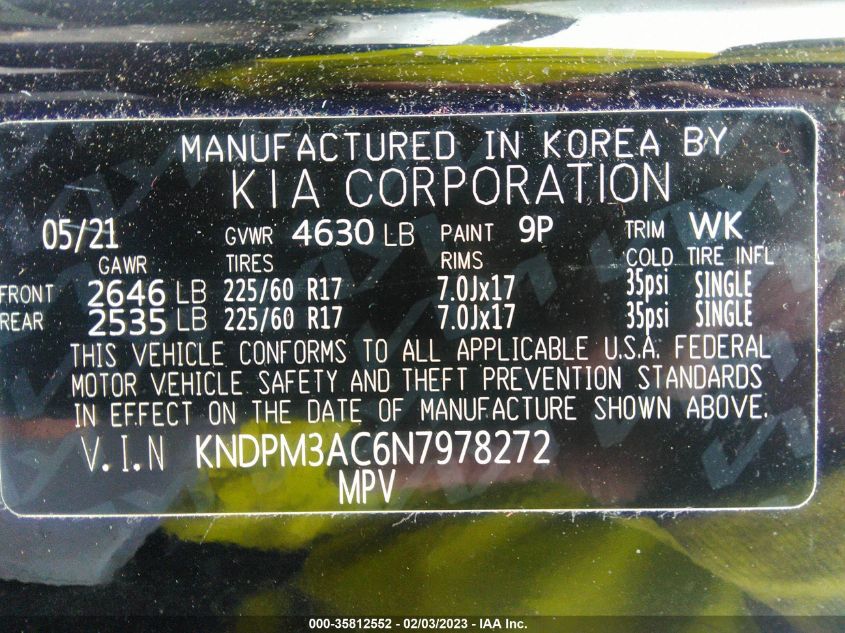 MANUFACTURED IN KOREA BY
KIA CORPORATION
05/21 GVWR 4630 LB PAINT 9P TRIM WK
GAWR TIRES RIMS COLD TIRE INFL
FRONT 2646 LB 225/60 R17 7.0Jx17 35psi SINGLE
REAR 2535 LB 225/60 R17 7.0Jx17 35psi SINGLE
THIS VEHICLE CONFORMS TO ALL APPLICABLE U.S.A. FEDERAL
MOTOR VEHICLE SAFETY AND THEFT PREVENTION STANDARDS
IN EFFECT ON THE DATE OF MANUFACTURE SHOWN ABOVE.
V.I.N KNDPM3AC6N7978272
MPV
000-35812552 - 02/03/2023 - IAA Inc.